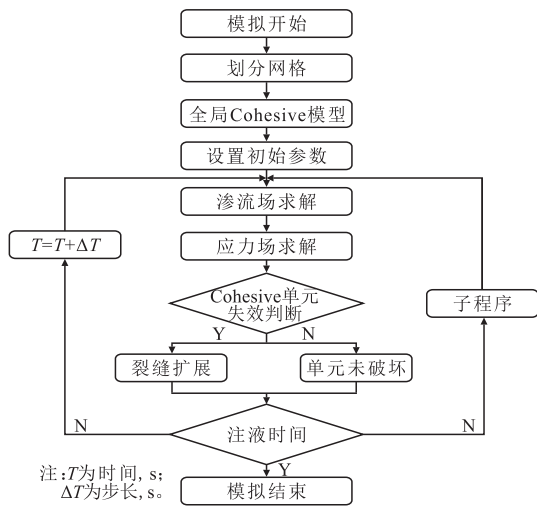 模拟开始
划分网格
全局Cohesive模型
设置初始参数
渗流场求解
T=T+ΔT
应力场求解
Cohesive单元
失效判断
子程序
Y
N
裂缝扩展
单元未破坏
N
注液时间
N
Y
注:T为时间,s;
ΔT为步长,s。
模拟结束